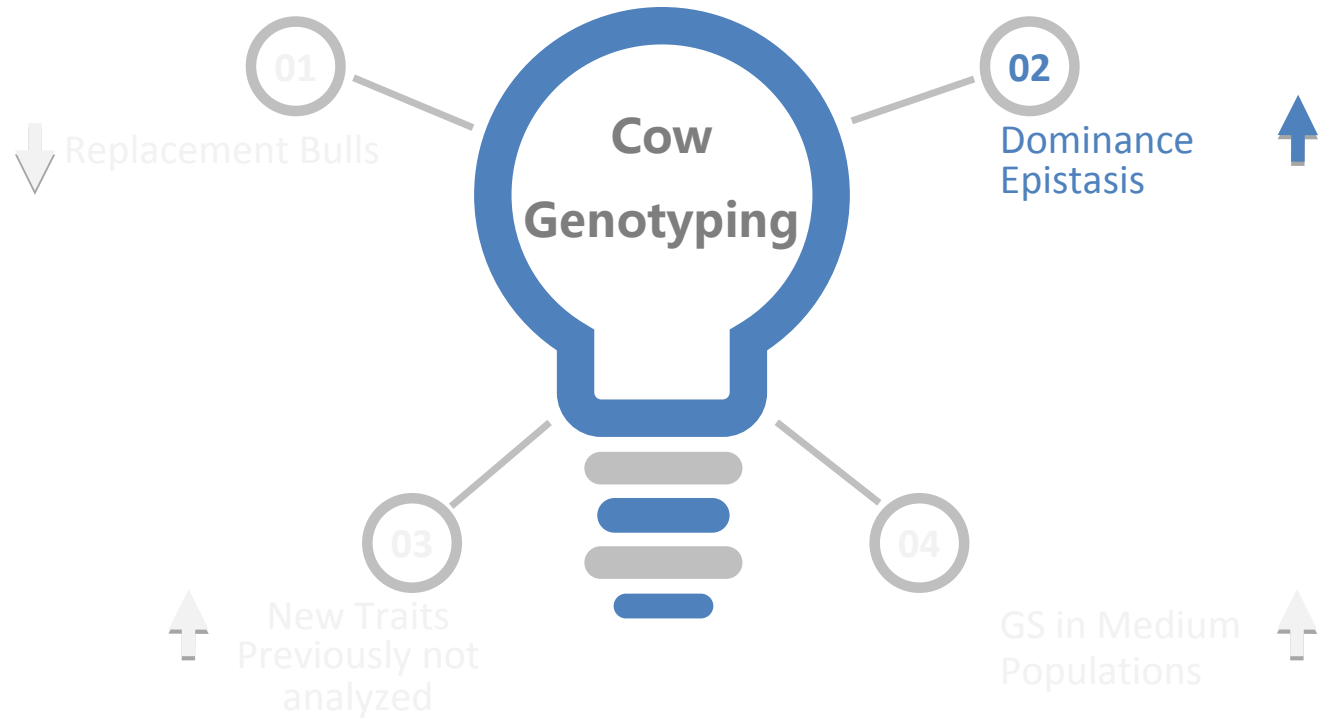 01
Replacement Bulls
Cow
Genotyping
02
Dominance
Epistasis
03
New Traits
Previously not
analyzed
04
GS in Medium
Populations